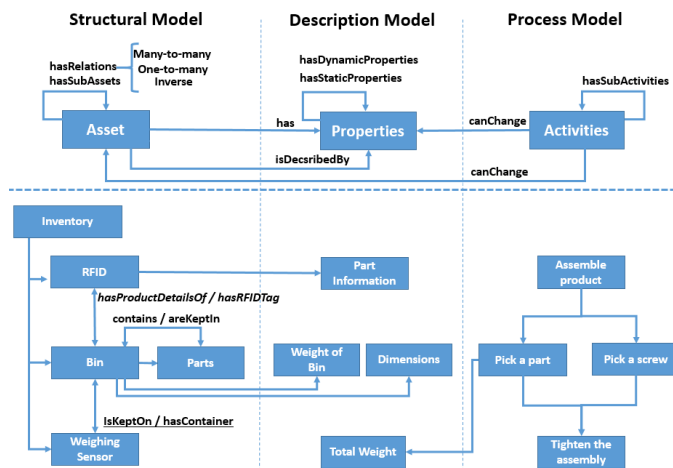 Structural Model
Description Model
Process Model
hasRelations
hasSubAssets
Many-to-many
One-to-many
Inverse
hasDynamicProperties
hasStaticProperties
hasSubActivities
Asset
has
Properties
canChange
Activities
isDecsribedBy
canChange
Inventory
RFID
Part
Information
Assemble
product
hasProductDetailsOf / hasRFIDTag
contains / areKeptIn
Bin
Parts
Weight of
Bin
Dimensions
Pick a part
Pick a screw
IsKeptOn / hasContainer
Weighing
Sensor
Total Weight
Tighten the
assembly